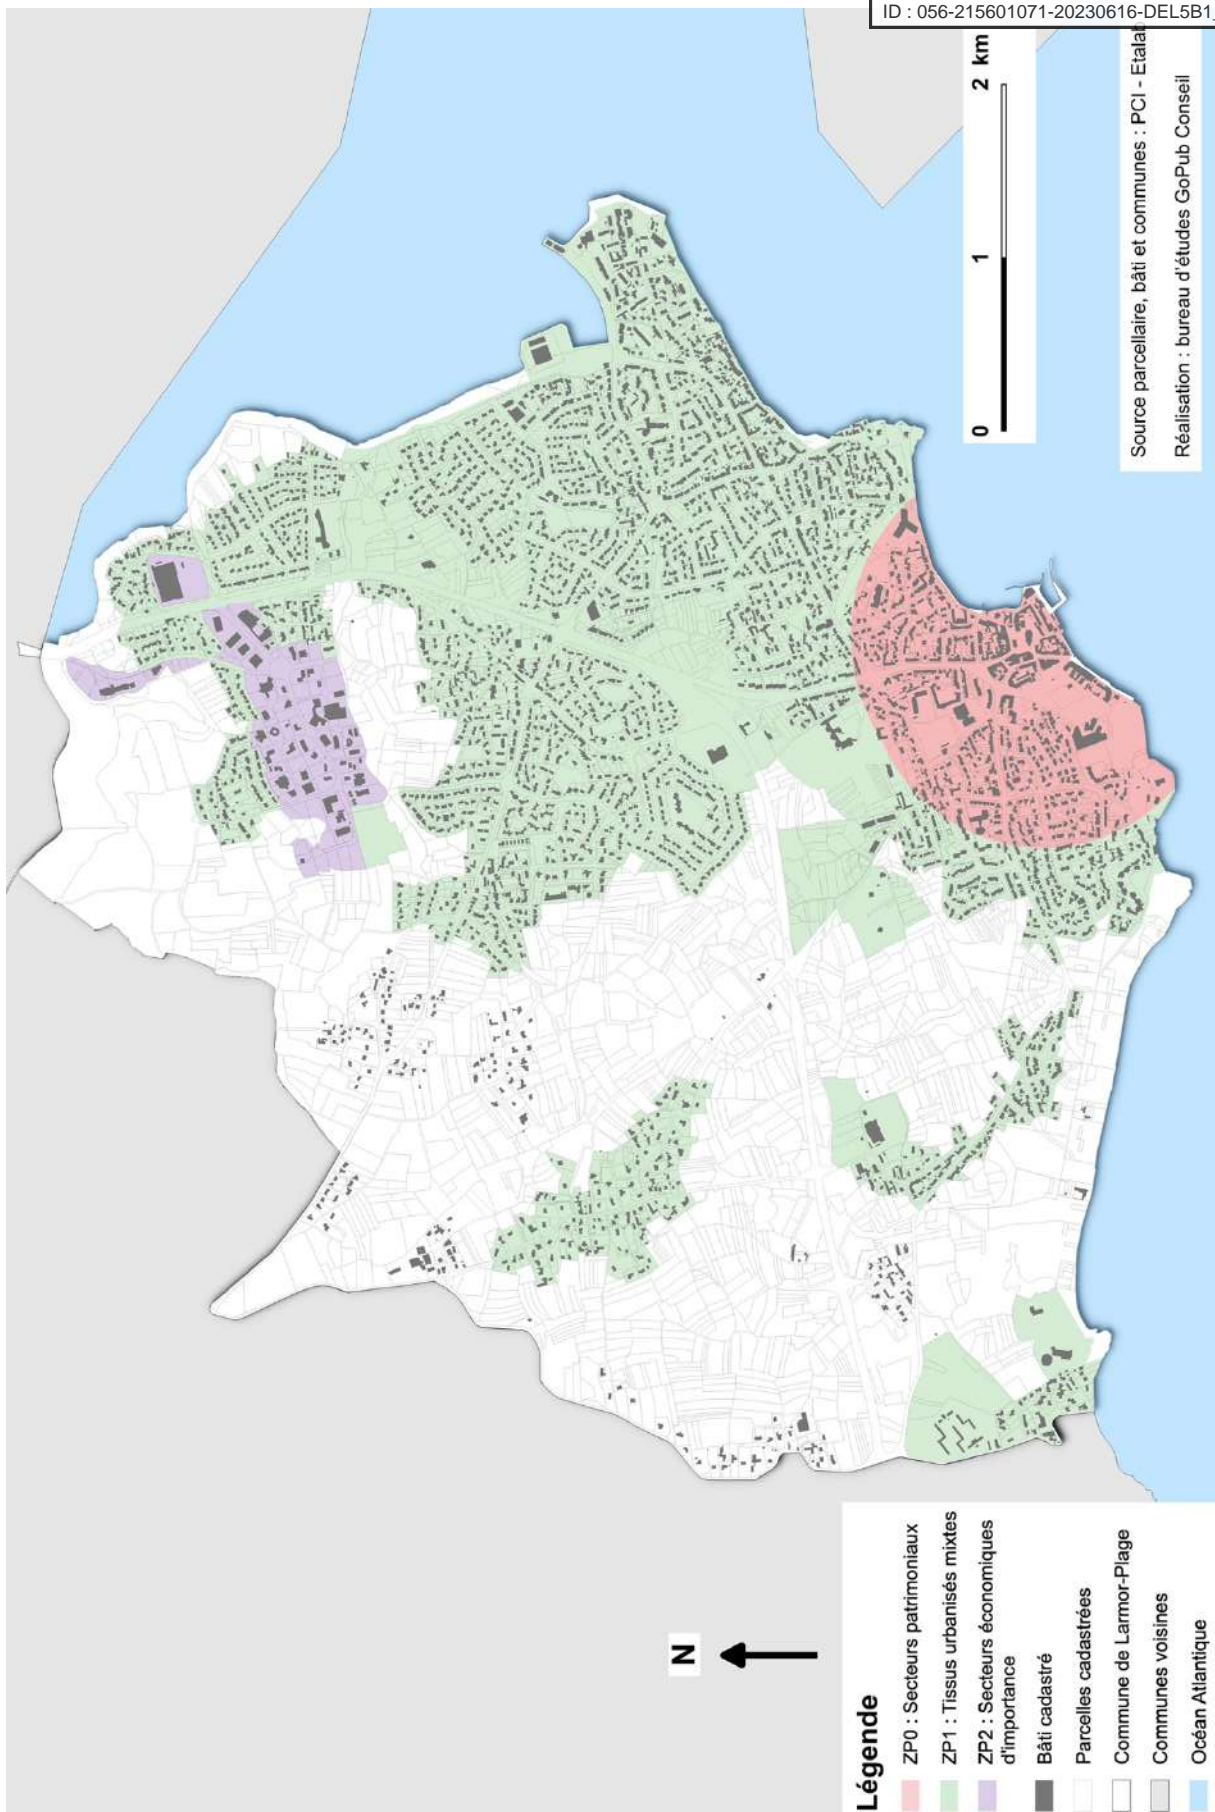 ID : 056-215601071-20230616-DEL5B1_
N
Légende
ZP0 : Secteurs patrimoniaux
ZP1 : Tissus urbanisés mixtes
ZP2 : Secteurs économiques
d'importance
Bâti cadastré
Parcelles cadastrées
Commune de Larmor-Plage
Communes voisines
Océan Atlantique
0 1 2 km
Source parcellaire, bâti et communes : PCI - Etalab
Réalisation : bureau d'études GoPub Conseil